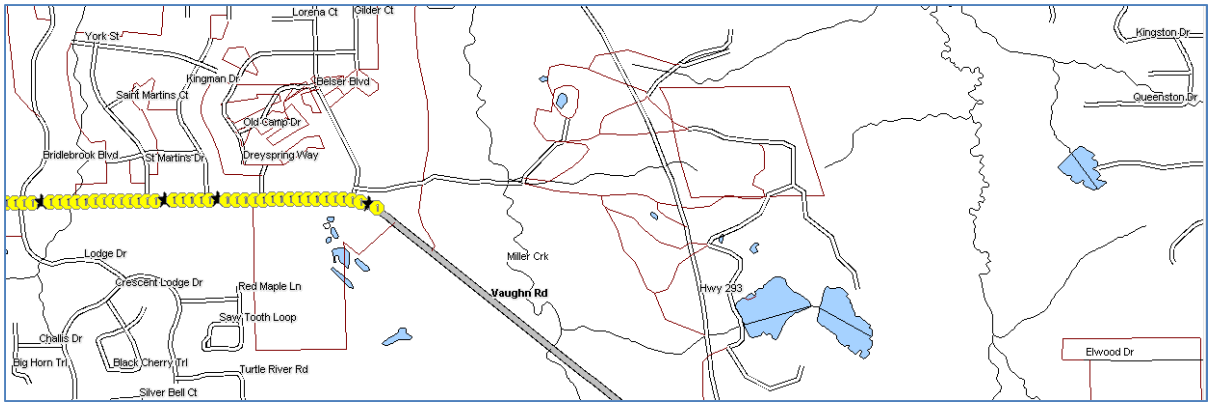 Lorena Ct
Gilder Ct
York St
Kingston Dr
Kingman Dr
Belser Blvd
Saint Martins Ct
Queenston Dr
Old Camp Dr
Bridlebrook Blvd
St Martins Dr
Dreyspring Way
Lodge Dr
Miller Crk
Crescent Lodge Dr
Red Maple Ln
Vaughn Rd
Hwy 293
Saw Tooth Loop
Challis Dr
Elwood Dr
Big Horn Trl
Black Cherry Trl
Turtle River Rd
Silver Bell Ct